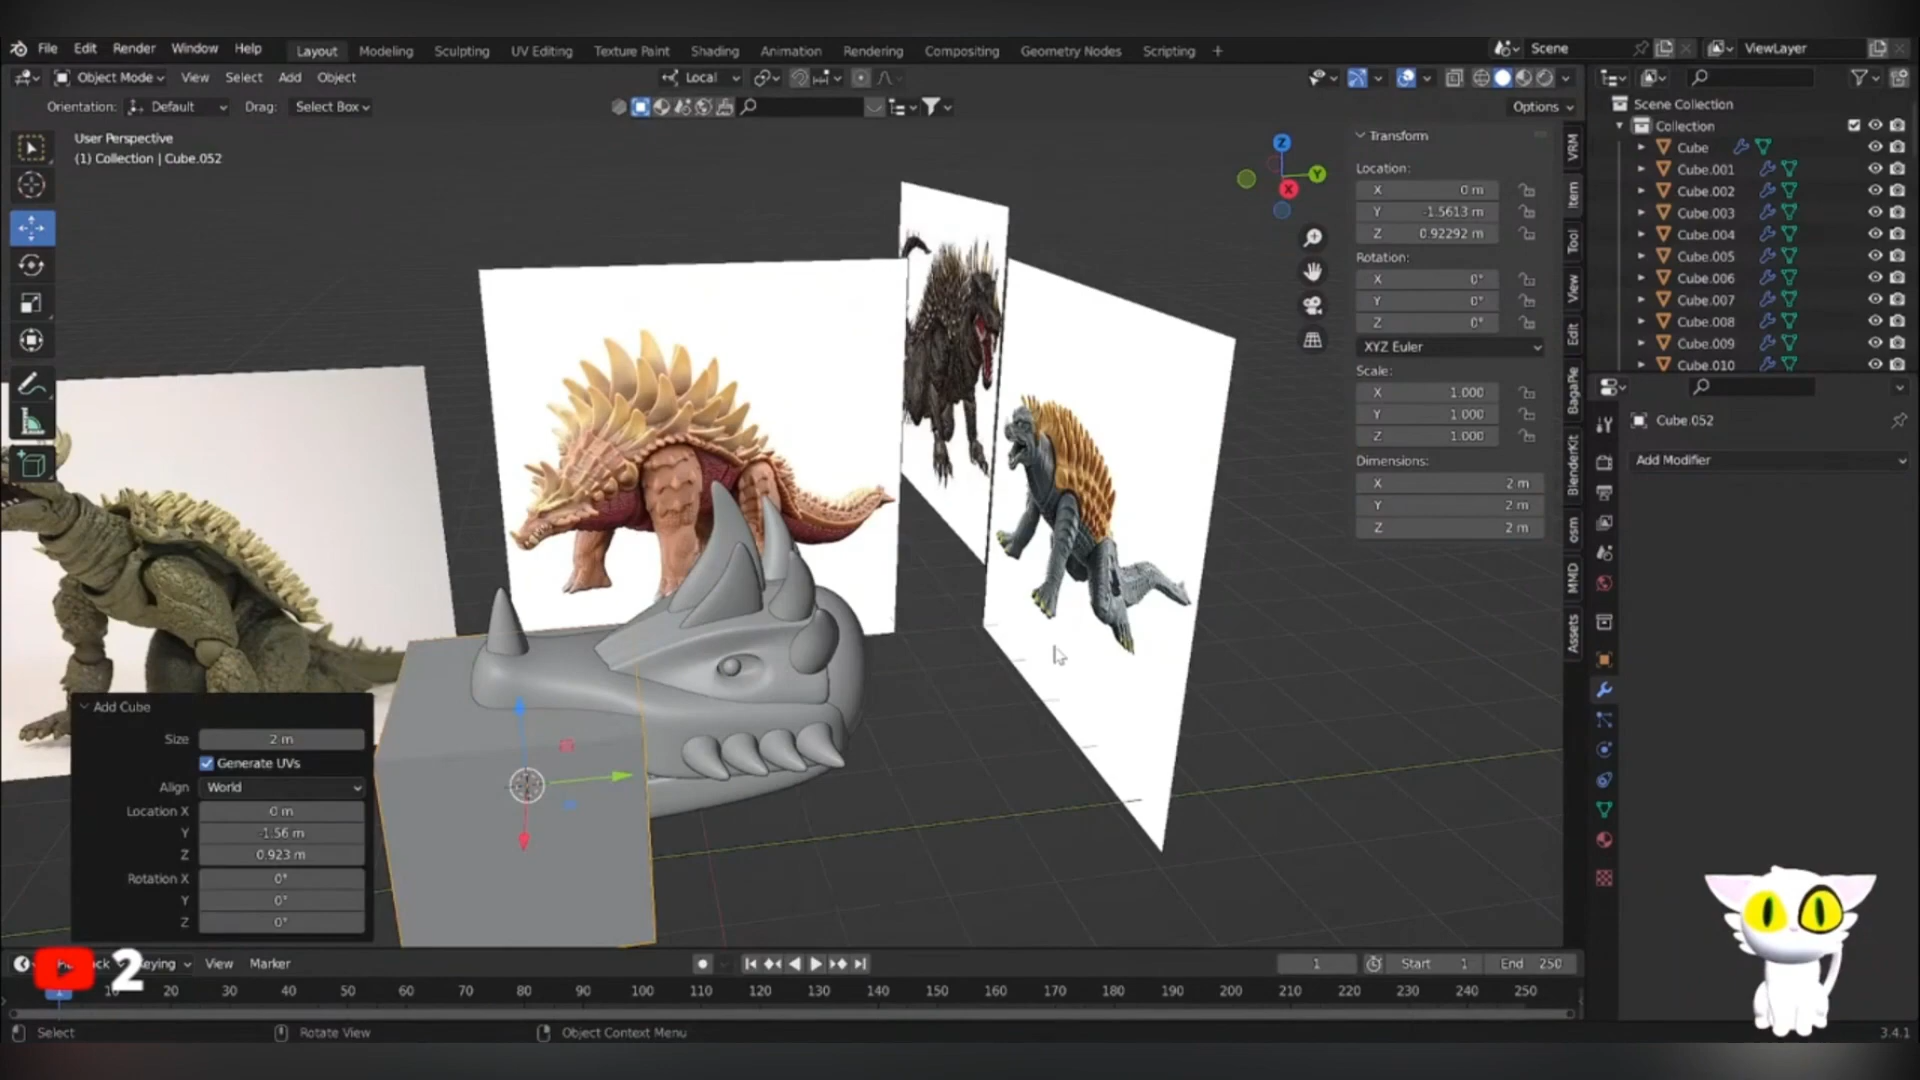 File Edit Render Window Help Layout Modeling Sculpting UV Editing Texture Paint Shading Animation Rendering Compositing Geometry Nodes Scripting + Scene ViewLayer
Object Mode View Select Add Object Local
Orientation: Default Drag: Select Box Options
User Perspective
(1) Collection | Cube.052
Z
Y
X
Transform
Location:
X 0 m
Y -1.5613 m
Z 0.92292 m
Rotation:
X 0°
Y 0°
Z 0°
XYZ Euler
Scale:
X 1.000
Y 1.000
Z 1.000
Dimensions:
X 2 m
Y 2 m
Z 2 m
VRM
Item
Tool
View
Edit
BagaPie
BlenderKit
osm
MMD
Assets
Scene Collection
Collection
Cube
Cube.001
Cube.002
Cube.003
Cube.004
Cube.005
Cube.006
Cube.007
Cube.008
Cube.009
Cube.010
Cube.052
Add Modifier
Add Cube
Size 2 m
Generate UVs
Align World
Location X 0 m
Y -1.56 m
Z 0.923 m
Rotation X 0°
Y 0°
Z 0°
2
View Marker 1 Start 1 End 250
1 10 20 30 40 50 60 70 80 90 100 110 120 130 140 150 160 170 180 190 200 210 220 230 240 250
Select Rotate View Object Context Menu 3.4.1